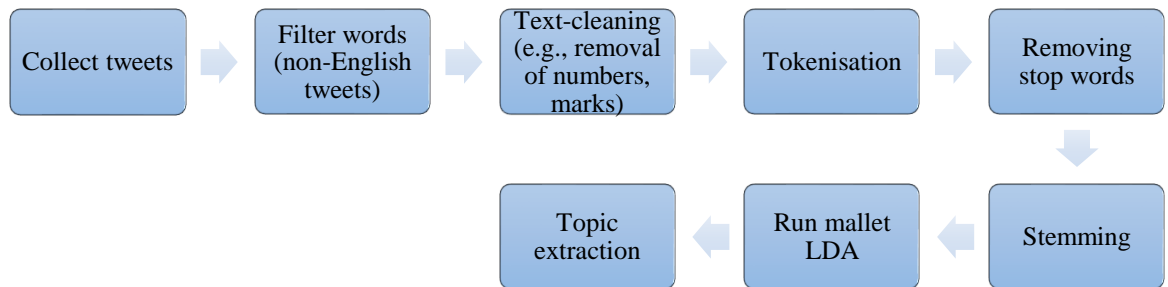 Collect tweets
Filter words
(non-English
tweets)
Text-cleaning
(e.g., removal
of numbers,
marks)
Tokenisation
Removing
stop words
Stemming
Run mallet
LDA
Topic
extraction